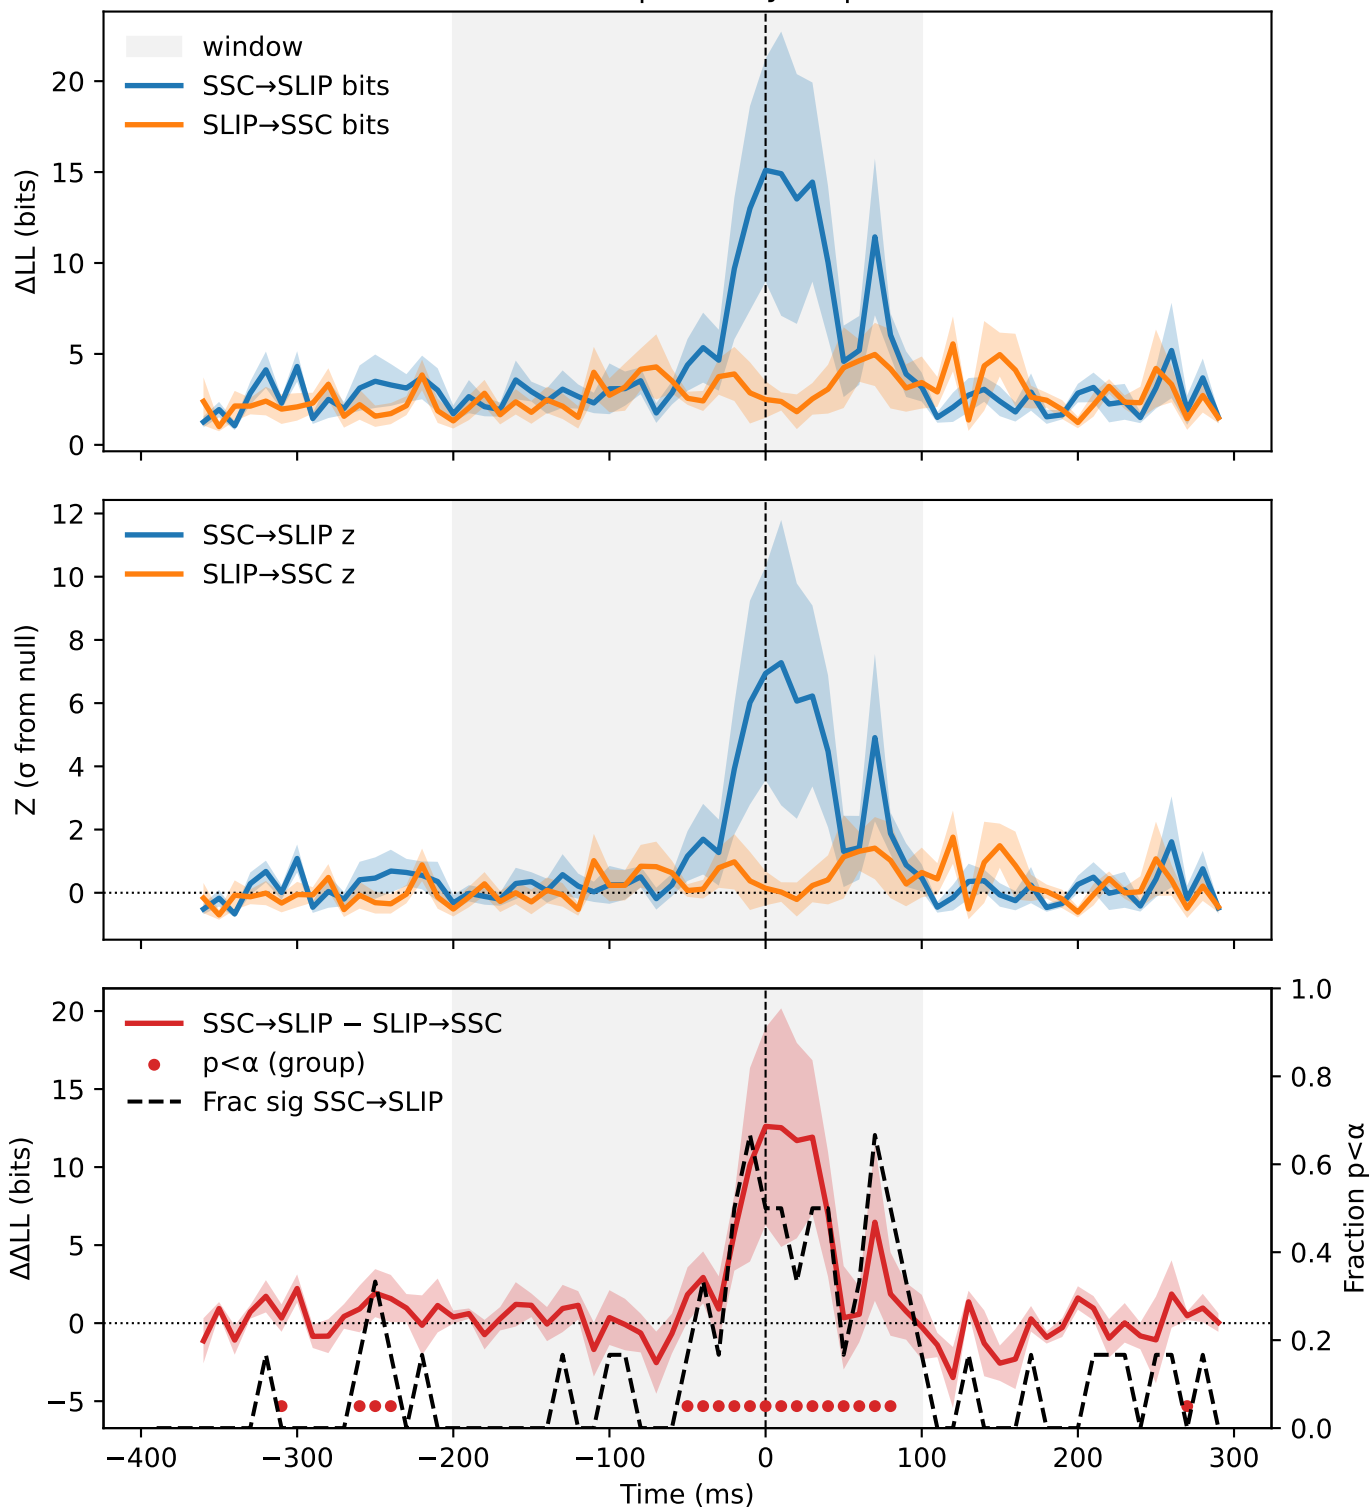 window
SSC→SLIP bits
SLIP→SSC bits
ΔLL (bits)
20
15
10
5
0
SSC→SLIP z
SLIP→SSC z
Z (σ from null)
12
10
8
6
4
2
0
SSC→SLIP − SLIP→SSC
p<α (group)
Frac sig SSC→SLIP
ΔΔLL (bits)
20
15
10
5
0
−5
1.0
0.8
0.6
0.4
0.2
0.0
Fraction p<α
−400 −300 −200 −100 0 100 200 300
Time (ms)